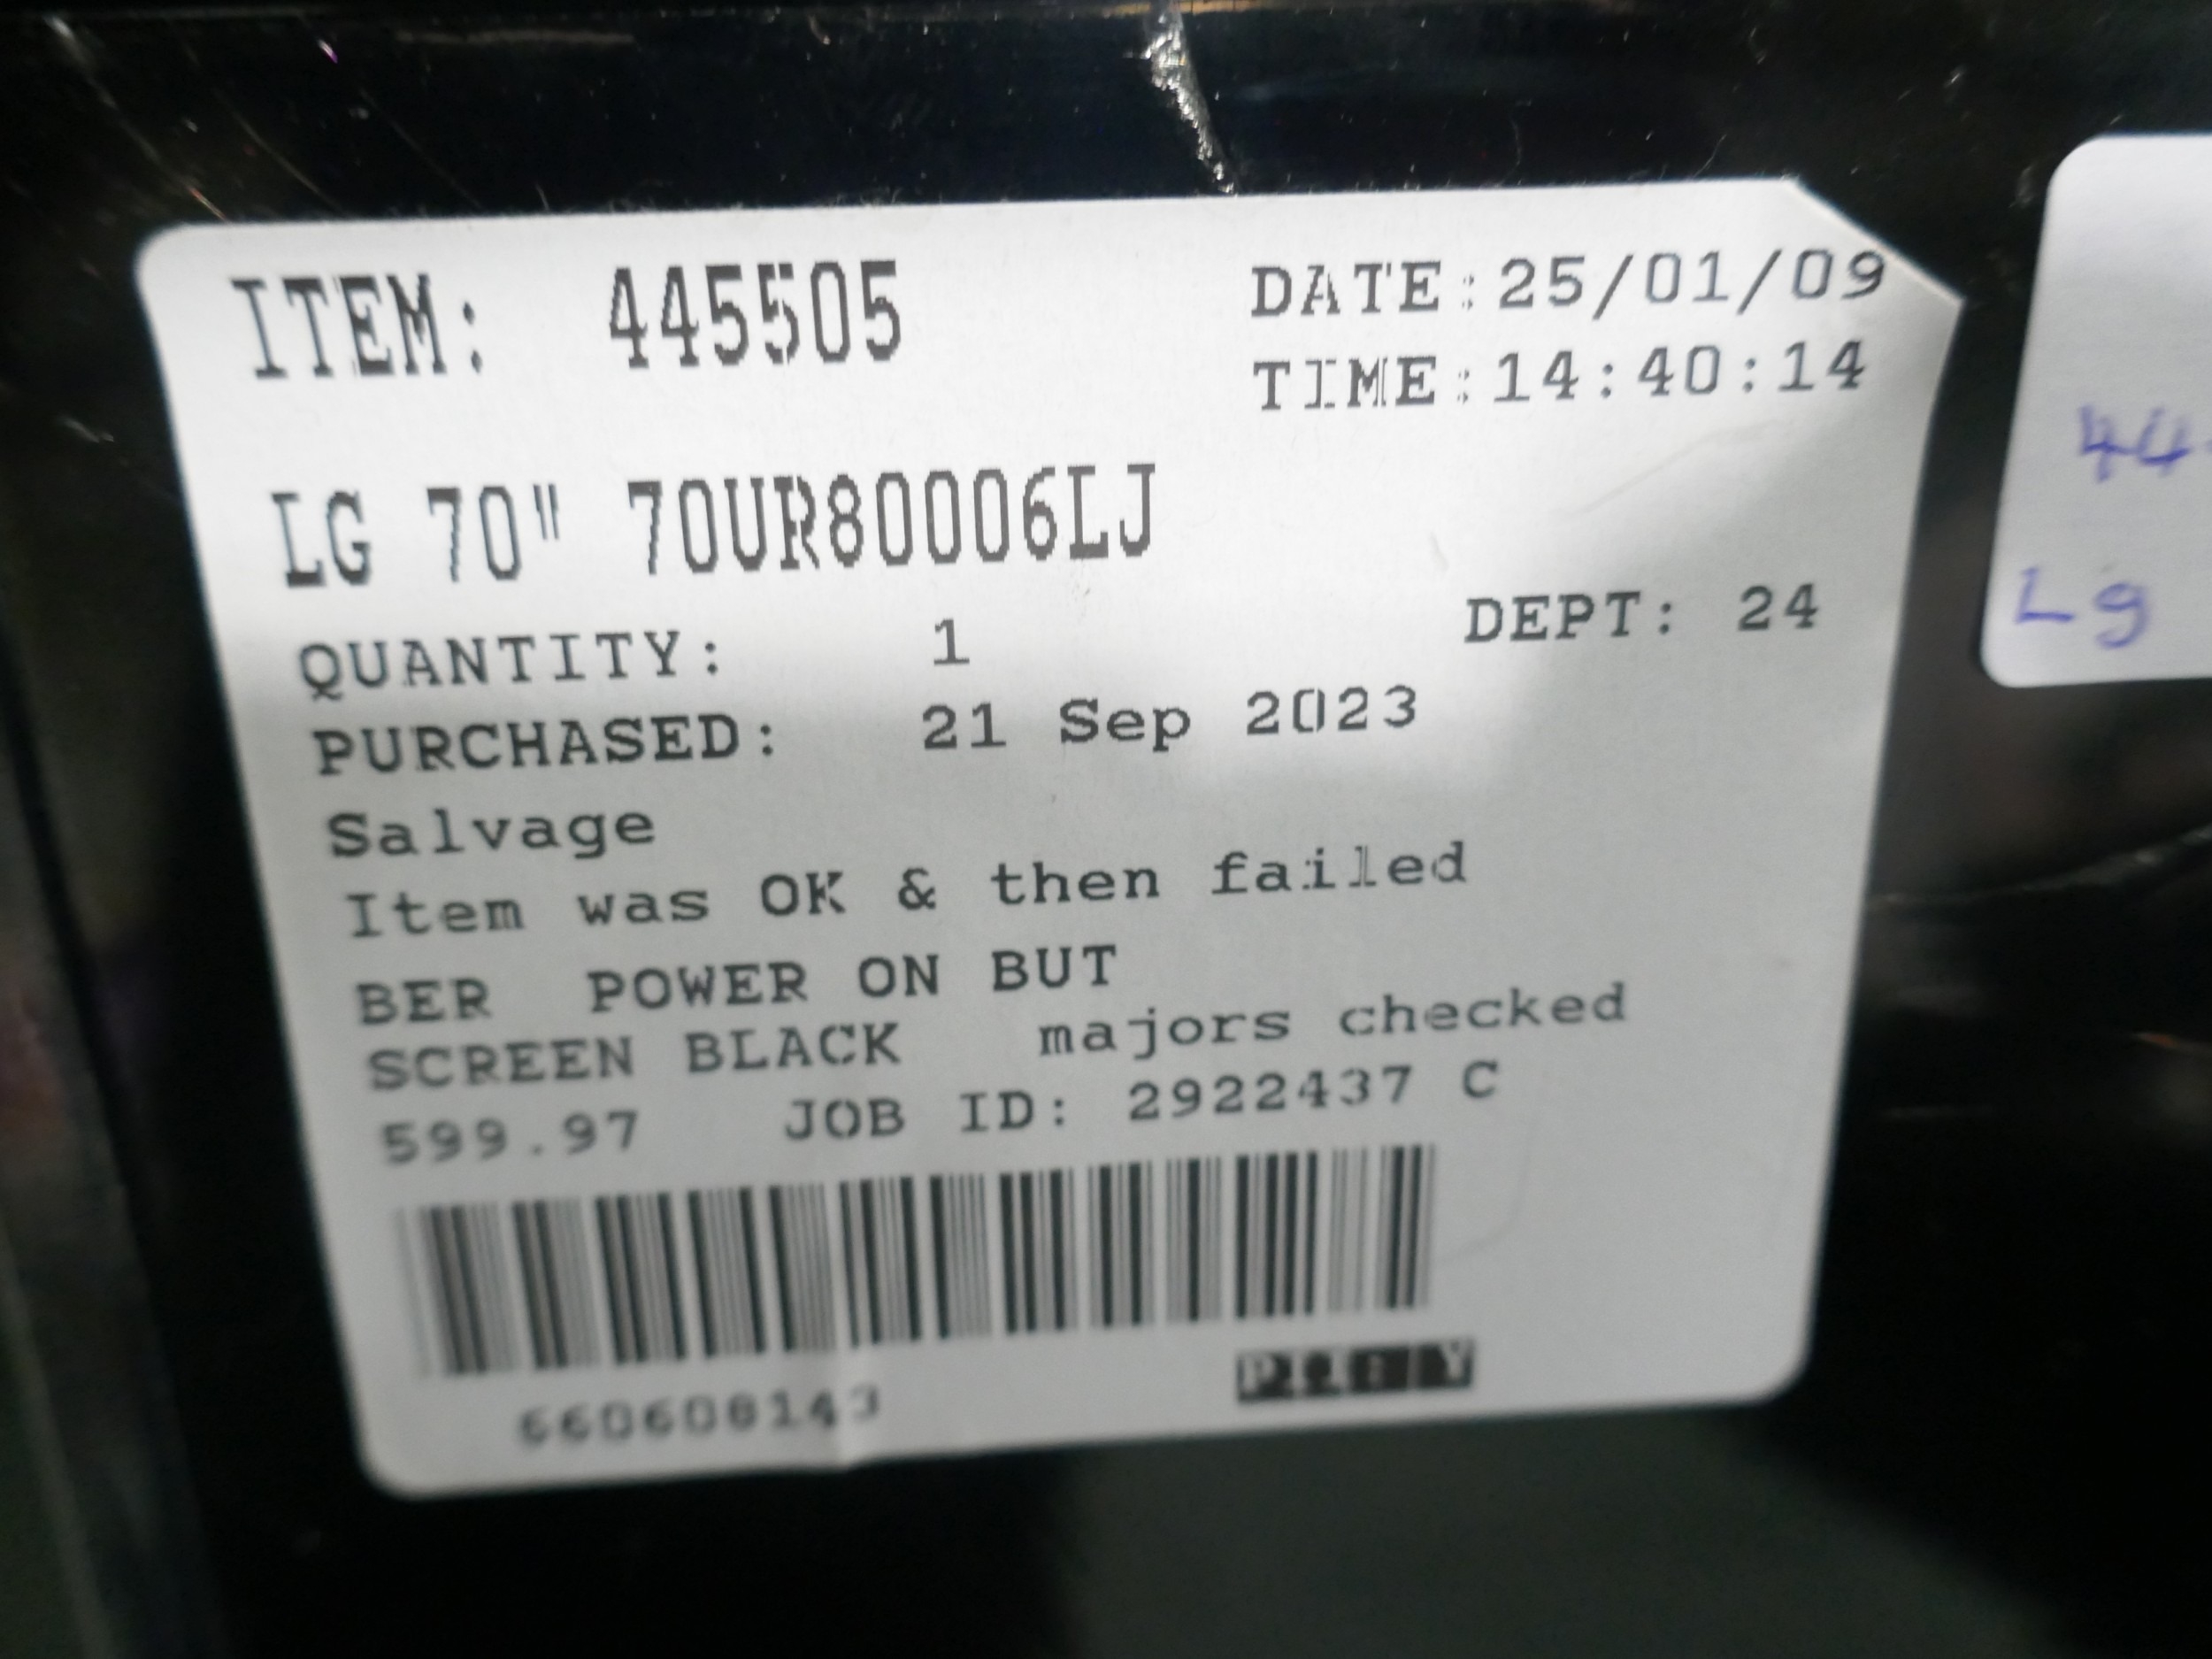 ITEM: 445505
DATE:25/01/09
TIME:14:40:14
LG 70" 70UR80006LJ
QUANTITY: 1
DEPT: 24
PURCHASED: 21 Sep 2023
Salvage
Item was OK & then failed
BER POWER ON BUT
SCREEN BLACK majors checked
599.97 JOB ID: 2922437 C
660608143
44
Lg